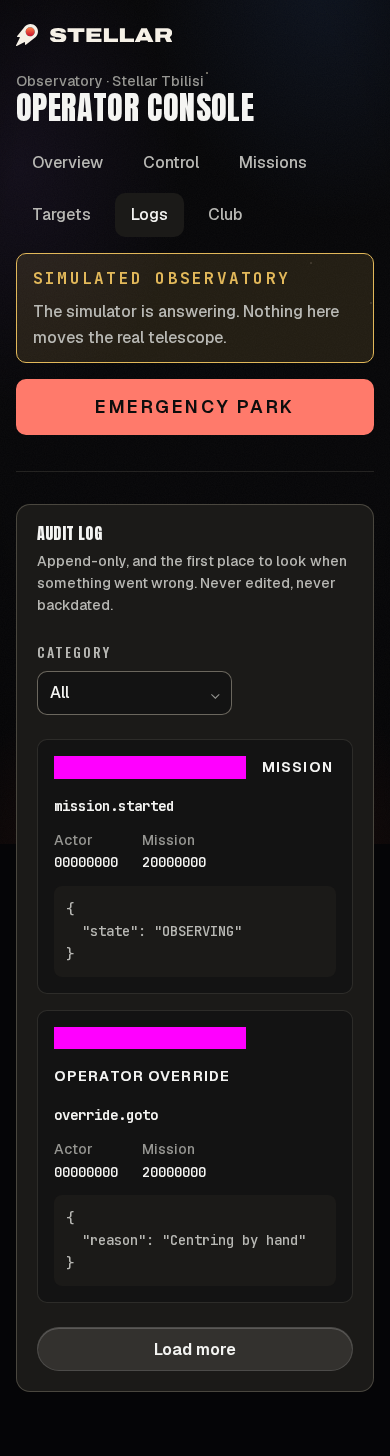 STELLAR
Observatory · Stellar Tbilisi
OPERATOR CONSOLE
Overview Control Missions
Targets Logs Club
SIMULATED OBSERVATORY
The simulator is answering. Nothing here
moves the real telescope.
EMERGENCY PARK
AUDIT LOG
Append-only, and the first place to look when
something went wrong. Never edited, never
backdated.
CATEGORY
All
MISSION
mission.started
Actor Mission
00000000 20000000
{
"state": "OBSERVING"
}
OPERATOR OVERRIDE
override.goto
Actor Mission
00000000 20000000
{
"reason": "Centring by hand"
}
Load more